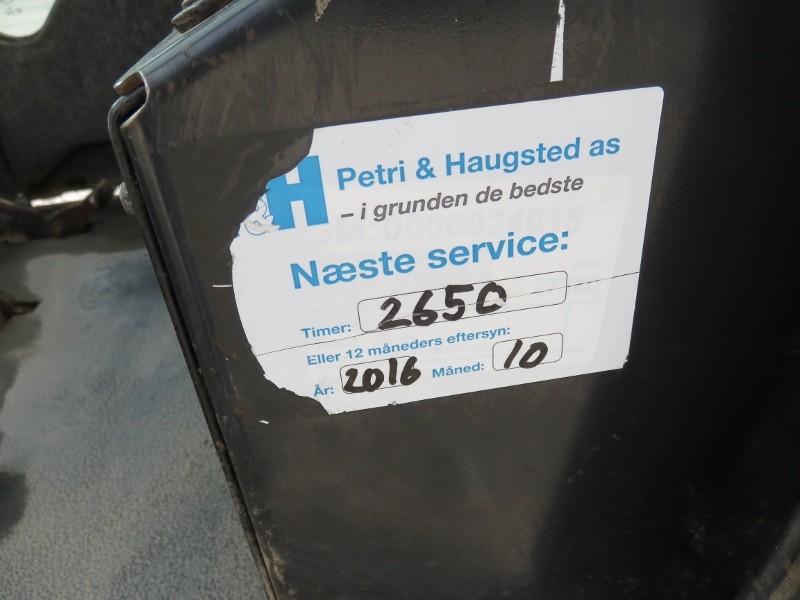 H
Petri & Haugsted as
– i grunden de bedste
Næste service:
Timer: 2650
Eller 12 måneders eftersyn:
År: 2016 Måned: 10